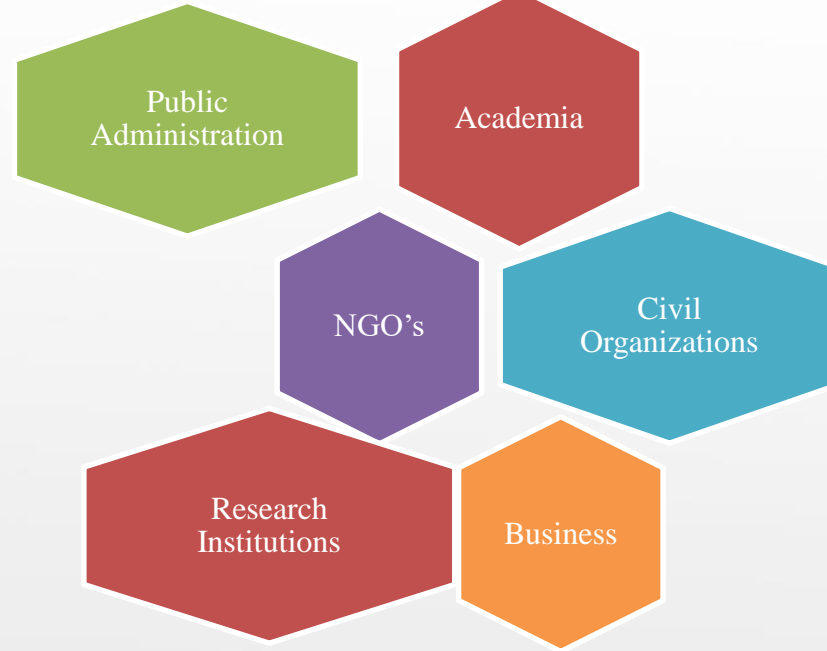 Public
Administration
Academia
NGO’s
Civil
Organizations
Research
Institutions
Business